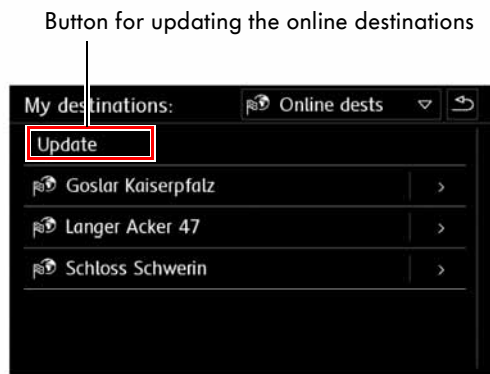 Button for updating the online destinations
My destinations:
Online dests
Update
Goslar Kaiserpfalz
Langer Acker 47
Schloss Schwerin